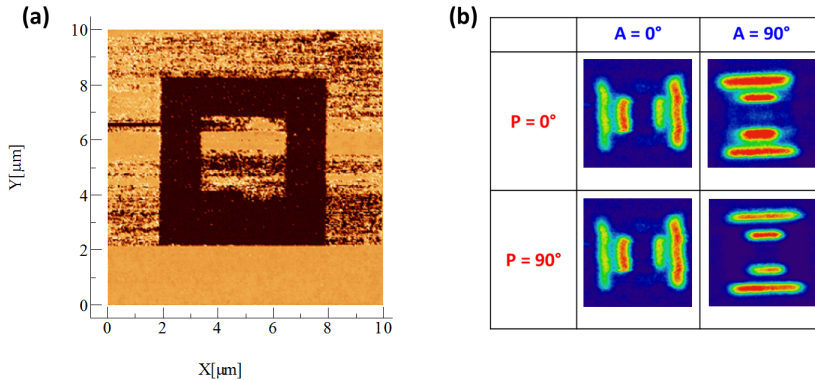 (a)
10
8
6
4
2
0
Y[μm]
0 2 4 6 8 10
X[μm]
(b)
A = 0° A = 90°
P = 0°
P = 90°